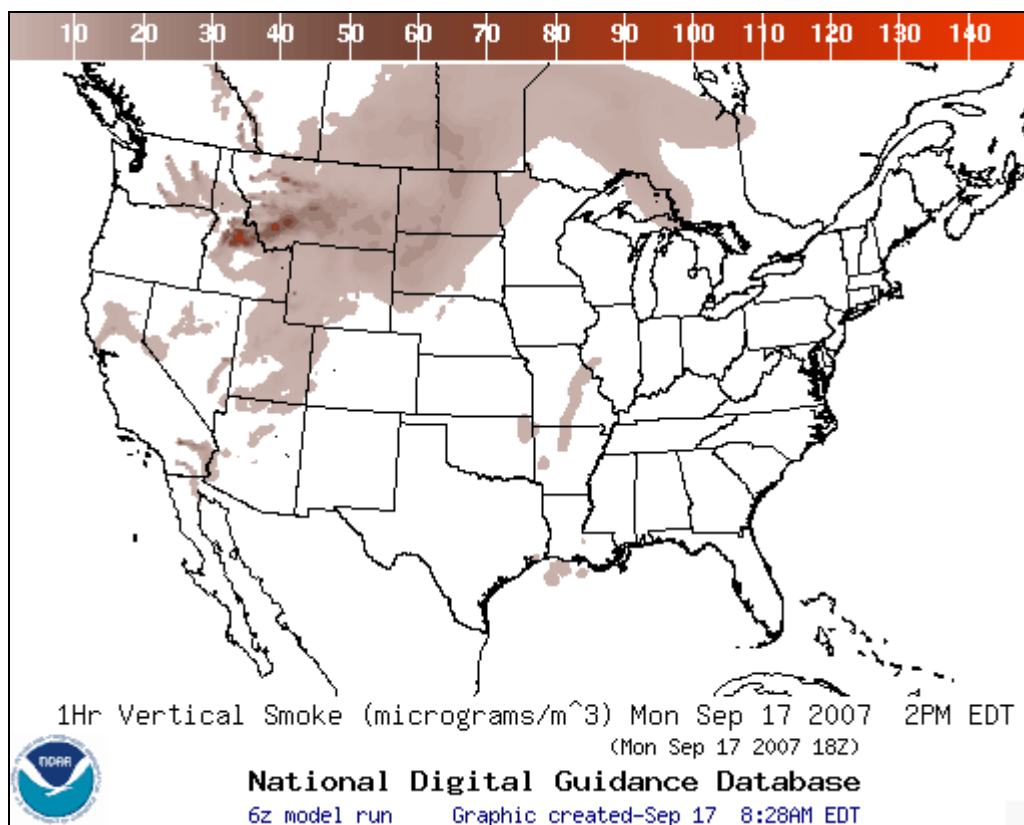 10 20 30 40 50 60 70 80 90 100 110 120 130 140
1Hr Vertical Smoke (micrograms/m^3) Mon Sep 17 2007 2PM EDT
(Mon Sep 17 2007 18Z)
NOAA
National Digital Guidance Database
6z model run Graphic created-Sep 17 8:28AM EDT